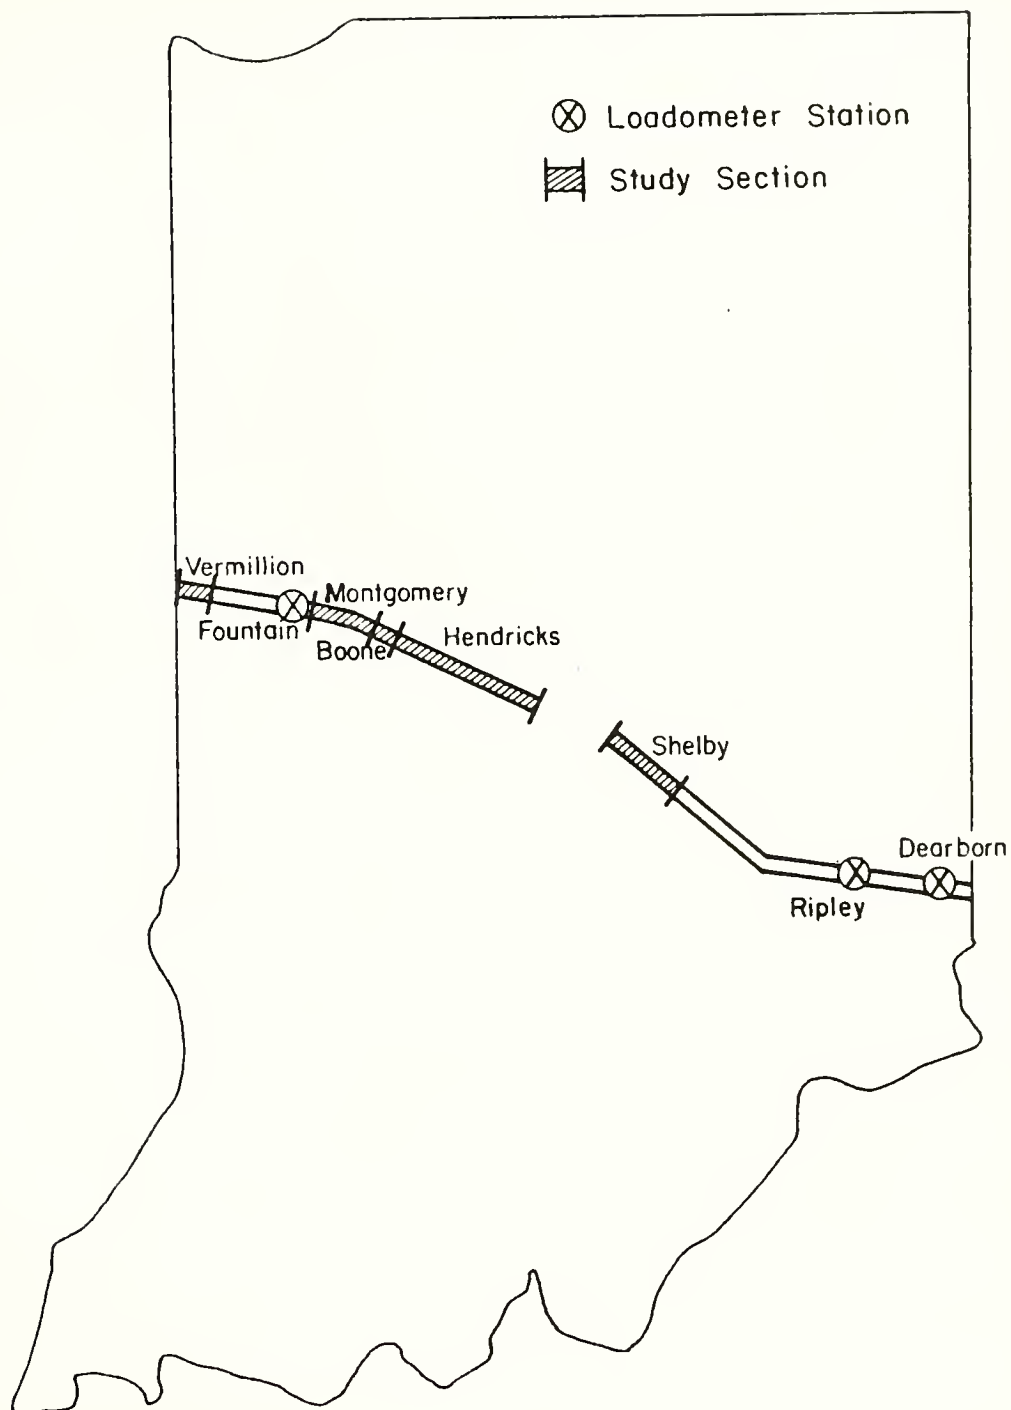 Loadometer Station
Study Section
Vermillion
Montgomery
Fountain
Boone
Hendricks
Shelby
Dearborn
Ripley